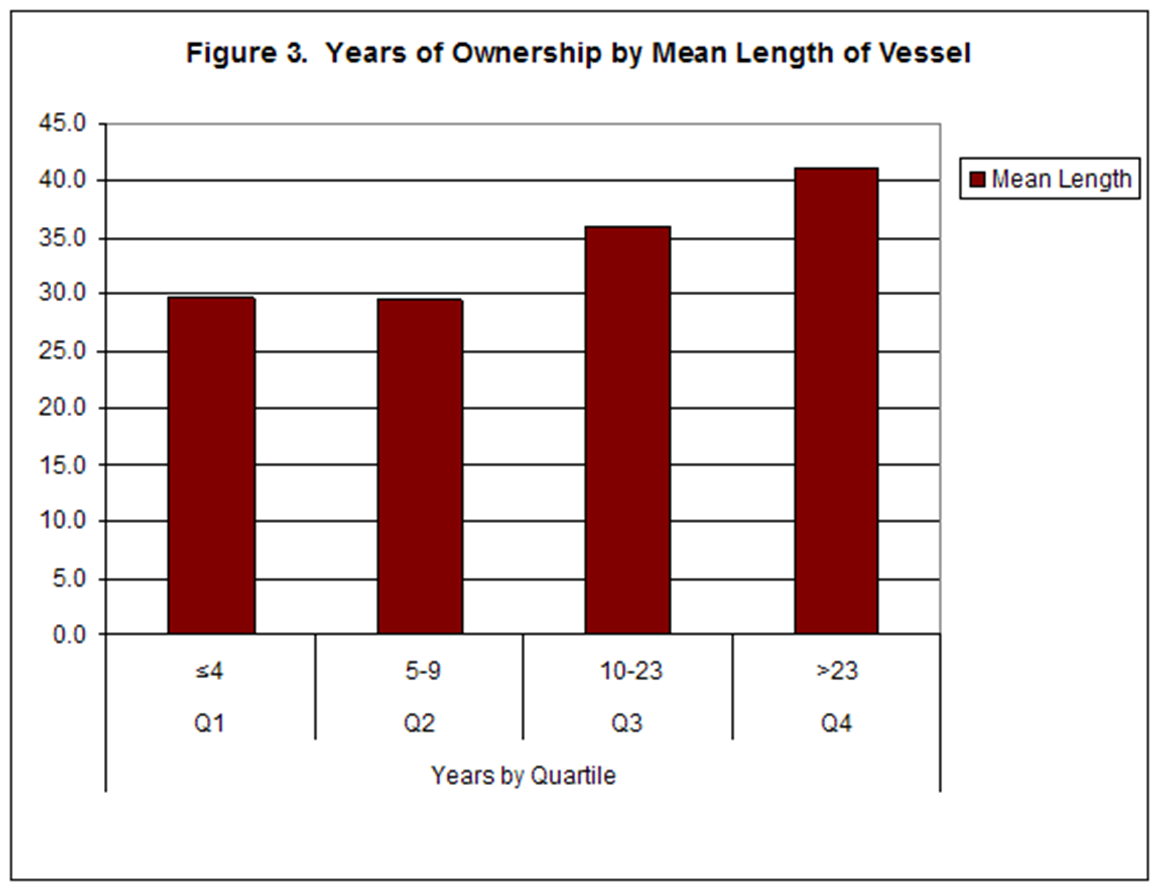 Figure 3.  Years of Ownership by Mean Length of Vessel
45.0
40.0
35.0
30.0
25.0
20.0
15.0
10.0
5.0
0.0
Mean Length
≤4 5-9 10-23 >23
Q1 Q2 Q3 Q4
Years by Quartile